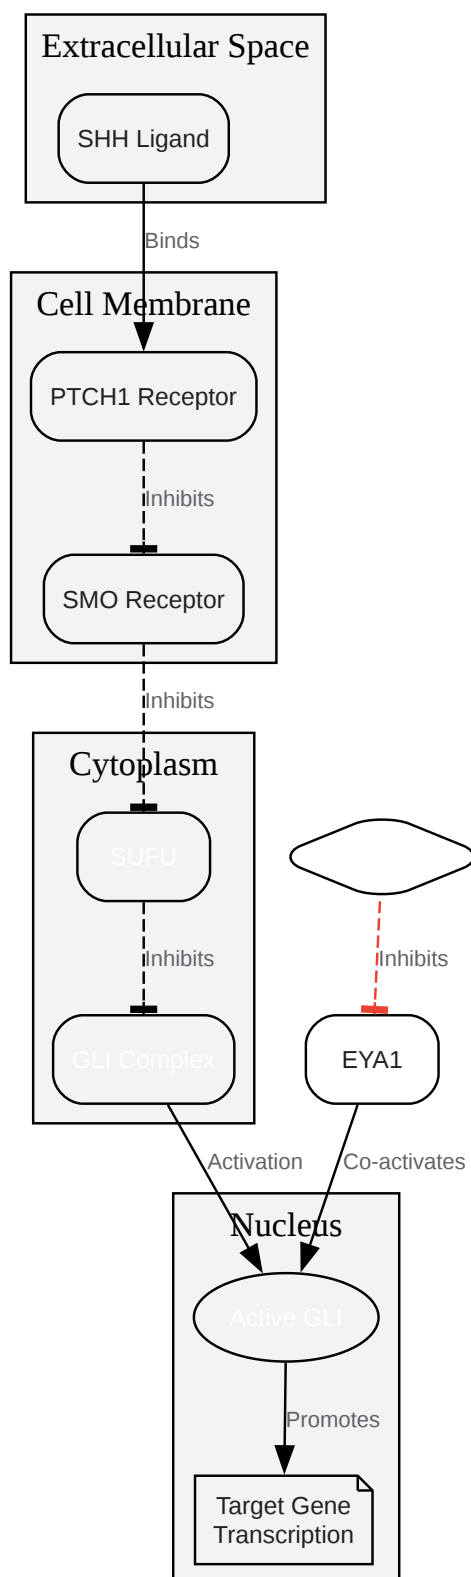 Extracellular Space
SHH Ligand
Binds
Cell Membrane
PTCH1 Receptor
Inhibits
SMO Receptor
Inhibits
Cytoplasm
SUFU
Inhibits
Inhibits
GLI Complex
EYA1
Activation
Co-activates
Nucleus
Active GLI
Promotes
Target Gene
Transcription